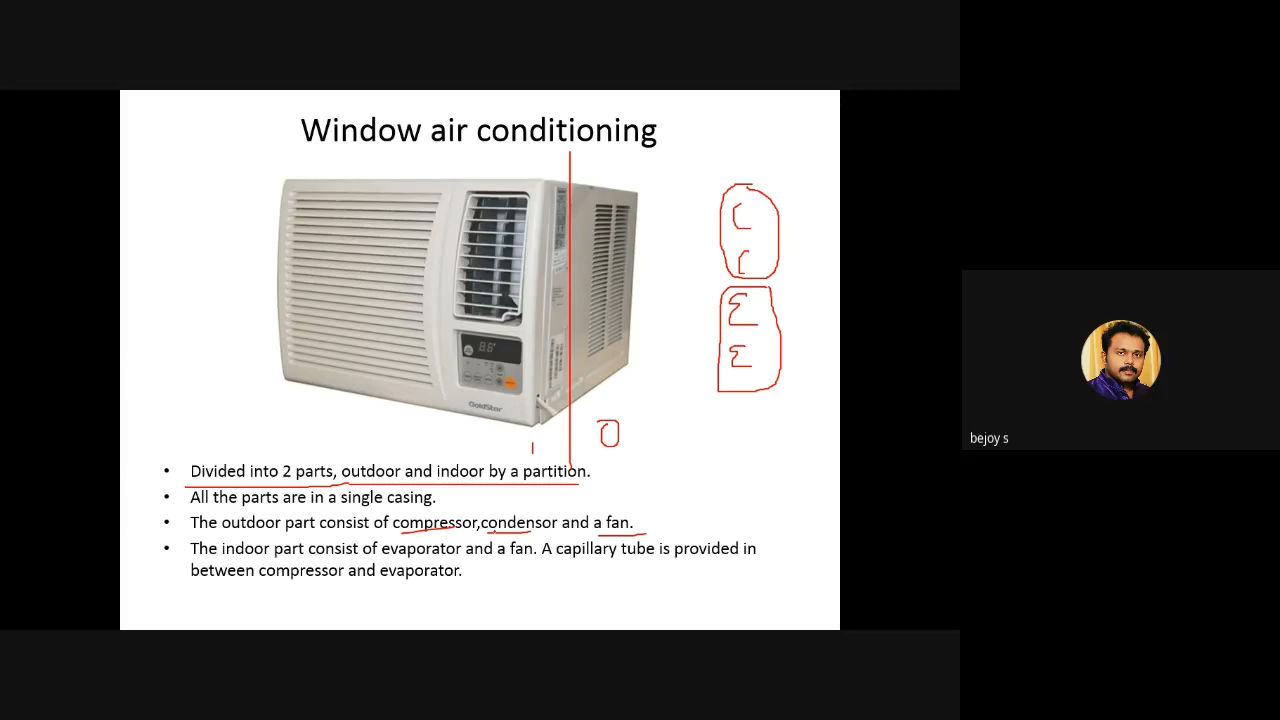 Window air conditioning
86°
GoldStar
C
C
E
E
I
O
• Divided into 2 parts, outdoor and indoor by a partition.
• All the parts are in a single casing.
• The outdoor part consist of compressor,condensor and a fan.
• The indoor part consist of evaporator and a fan. A capillary tube is provided in
between compressor and evaporator.
bejoy s